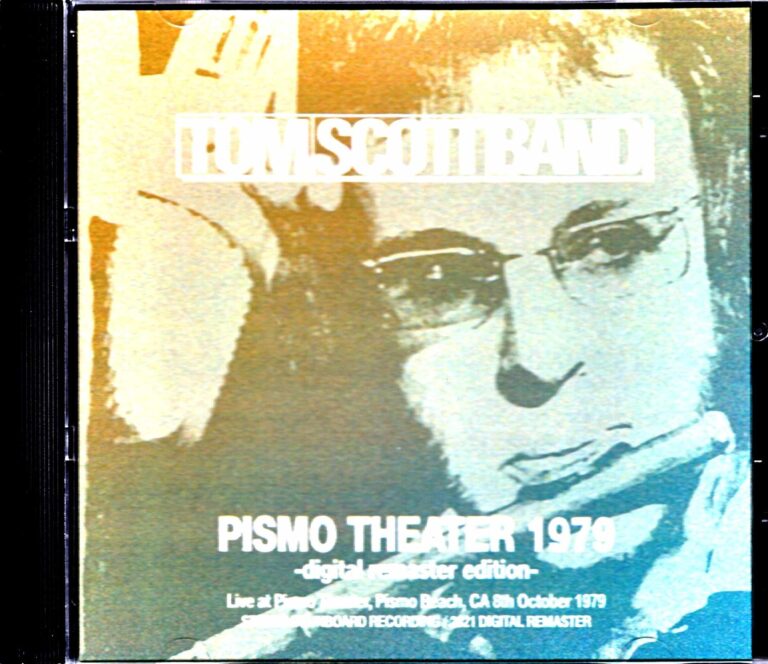 TOM SCOTT BAND
PISMO THEATER 1979
-digital remaster edition-
Live at Pismo Theater, Pismo Beach, CA 8th October 1979
RECORDING / 2021 DIGITAL REMASTER